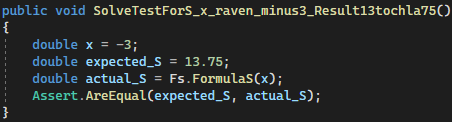 public void SolveTestForS_x_raven_minus3_Result13tochla75()
{
double x = -3;
double expected_S = 13.75;
double actual_S = Fs.FormulaS(x);
Assert.AreEqual(expected_S, actual_S);
}